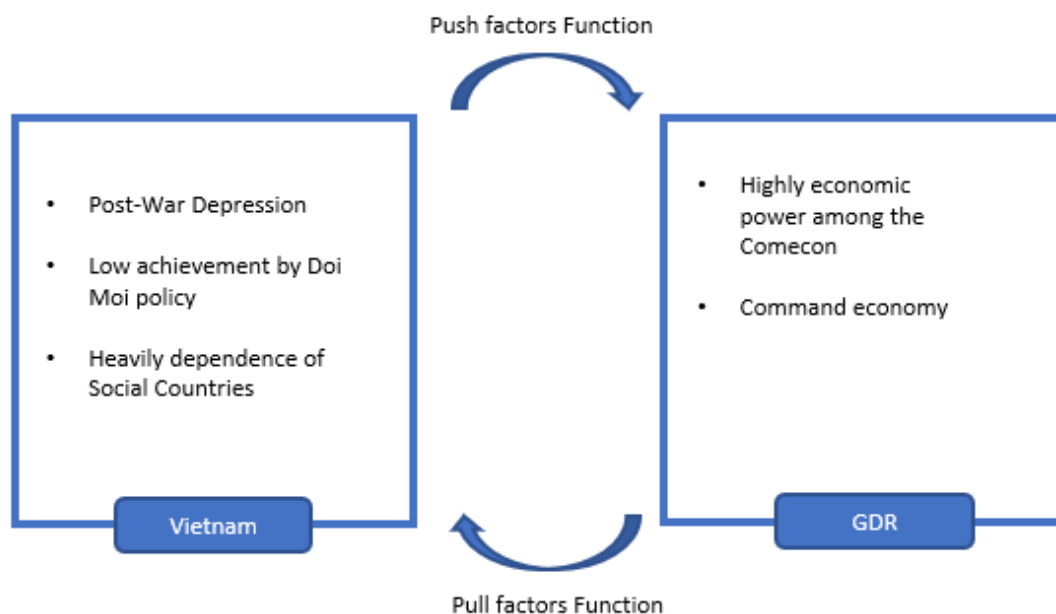 Push factors Function
• Post-War Depression
• Low achievement by Doi
Moi policy
• Heavily dependence of
Social Countries
Vietnam
• Highly economic
power among the
Comecon
• Command economy
GDR
Pull factors Function